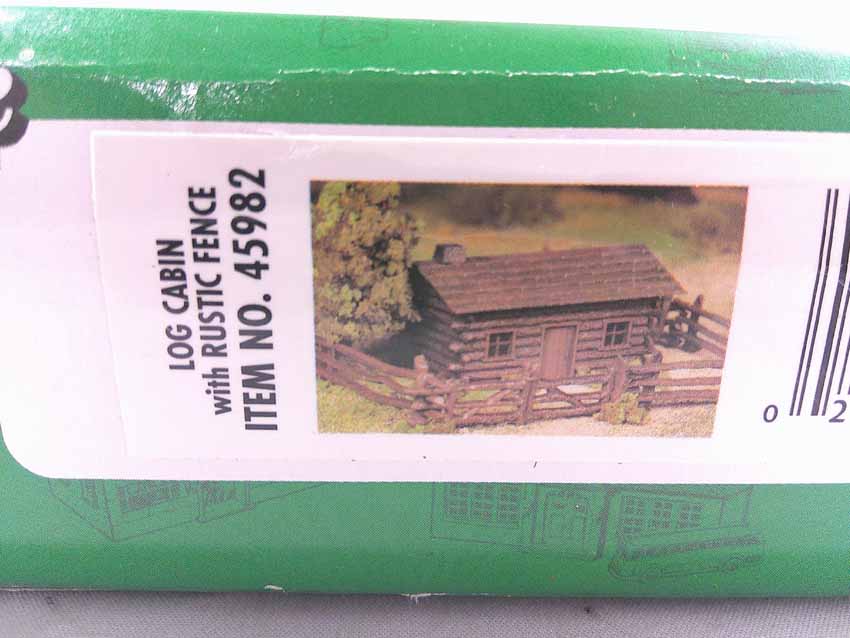 LOG CABIN
with RUSTIC FENCE
ITEM NO. 45982
0 2